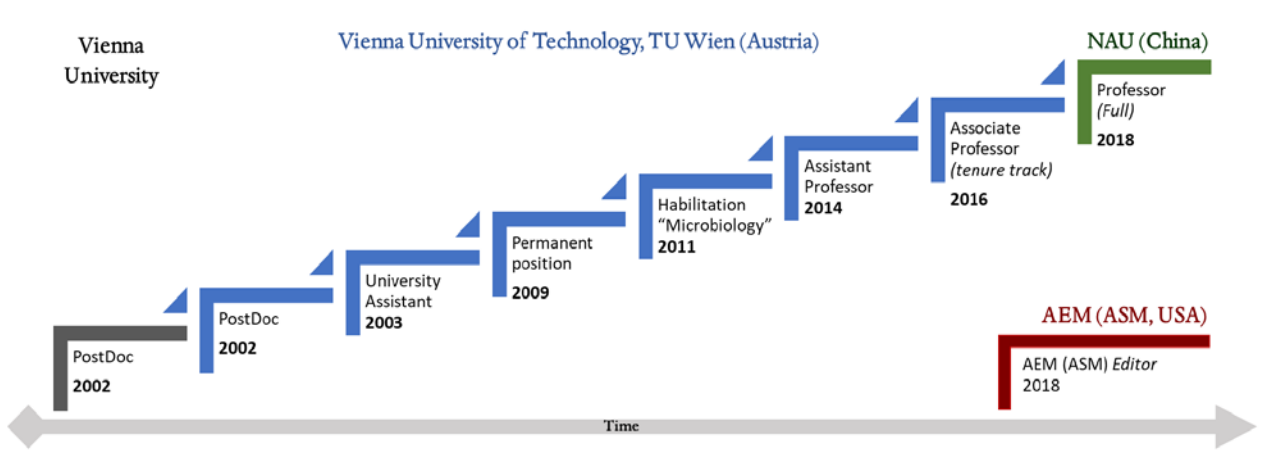 Vienna
University
Vienna University of Technology, TU Wien (Austria)
NAU (China)
PostDoc
2002
PostDoc
2002
University
Assistant
2003
Permanent
position
2009
Habilitation
“Microbiology”
2011
Assistant
Professor
2014
Associate
Professor
(tenure track)
2016
Professor
(Full)
2018
AEM (ASM, USA)
AEM (ASM) Editor
2018
Time